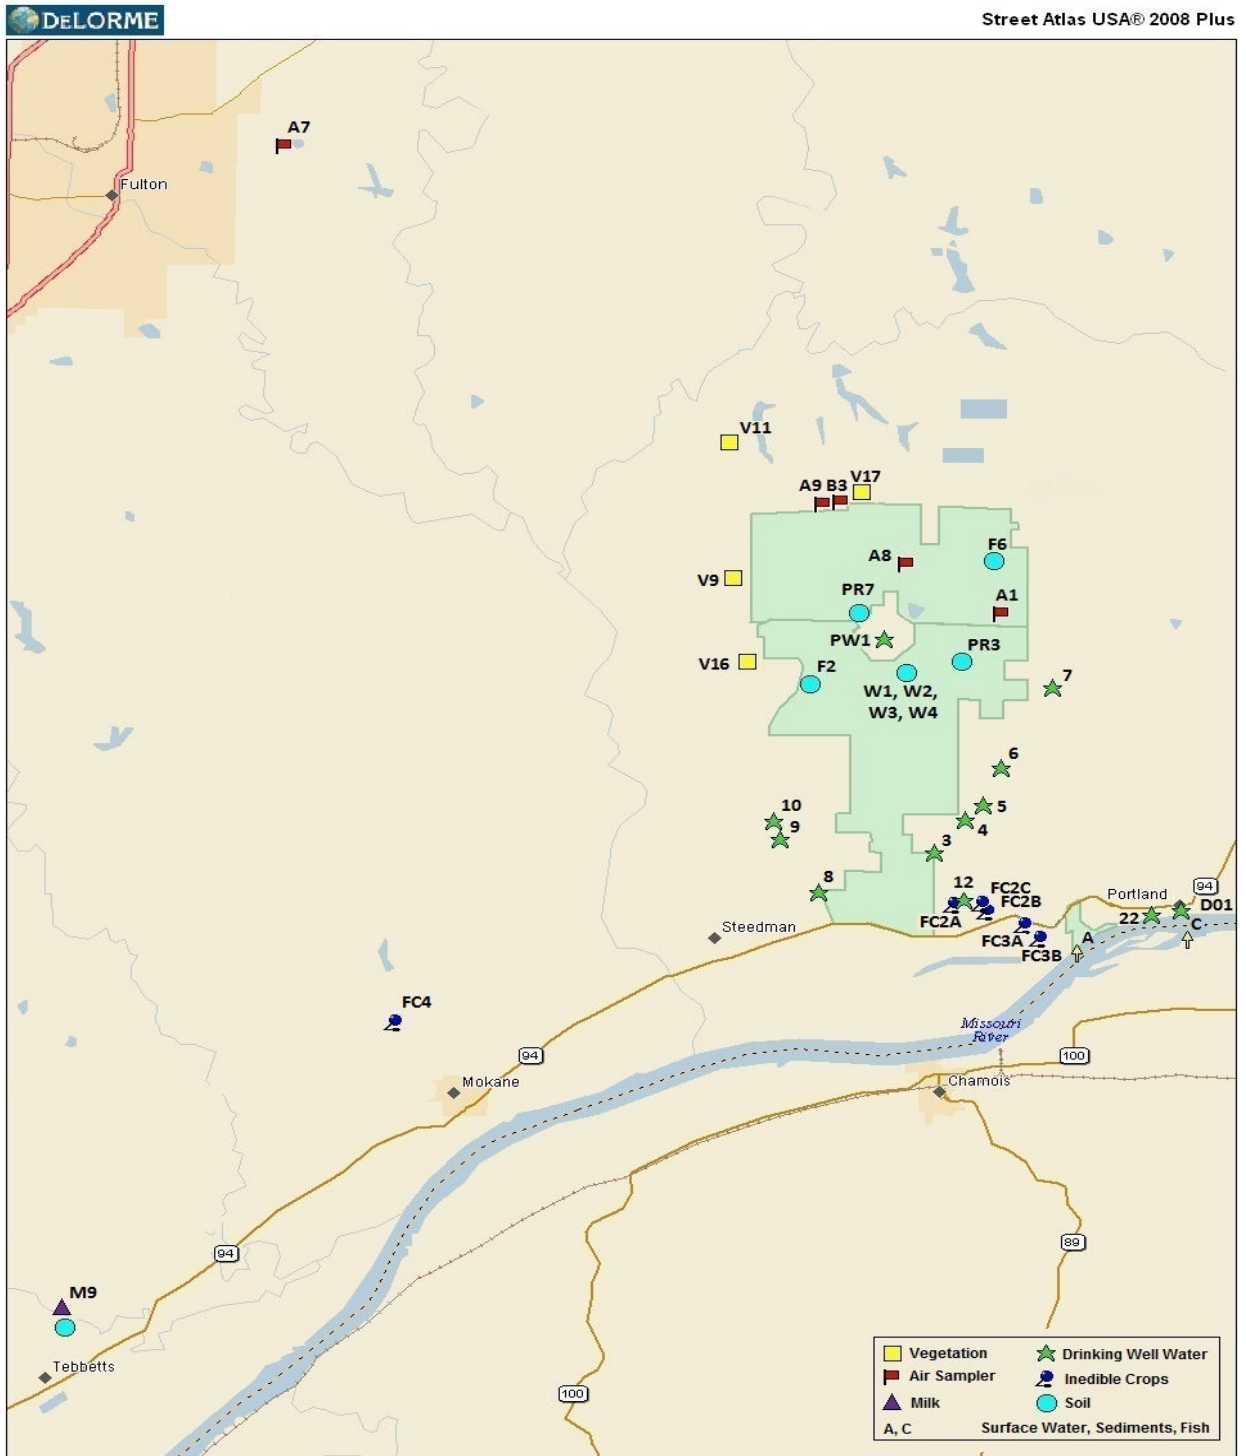 DELORME
Street Atlas USA® 2008 Plus
A7
Fulton
V11
V17
A9 B3
A8
F6
V9
PR7
A1
PW1
V16
F2
PR3
7
W1, W2,
W3, W4
6
10
5
9
4
3
8
12
FC2C
FC2B
FC2A
Portland
94
D01
22
C
Steedman
FC3A
A
FC3B
FC4
Missouri
River
94
100
Mokane
Chamois
94
89
M9
Tebbetts
100
Vegetation
Drinking Well Water
Air Sampler
Inedible Crops
Milk
Soil
A, C Surface Water, Sediments, Fish